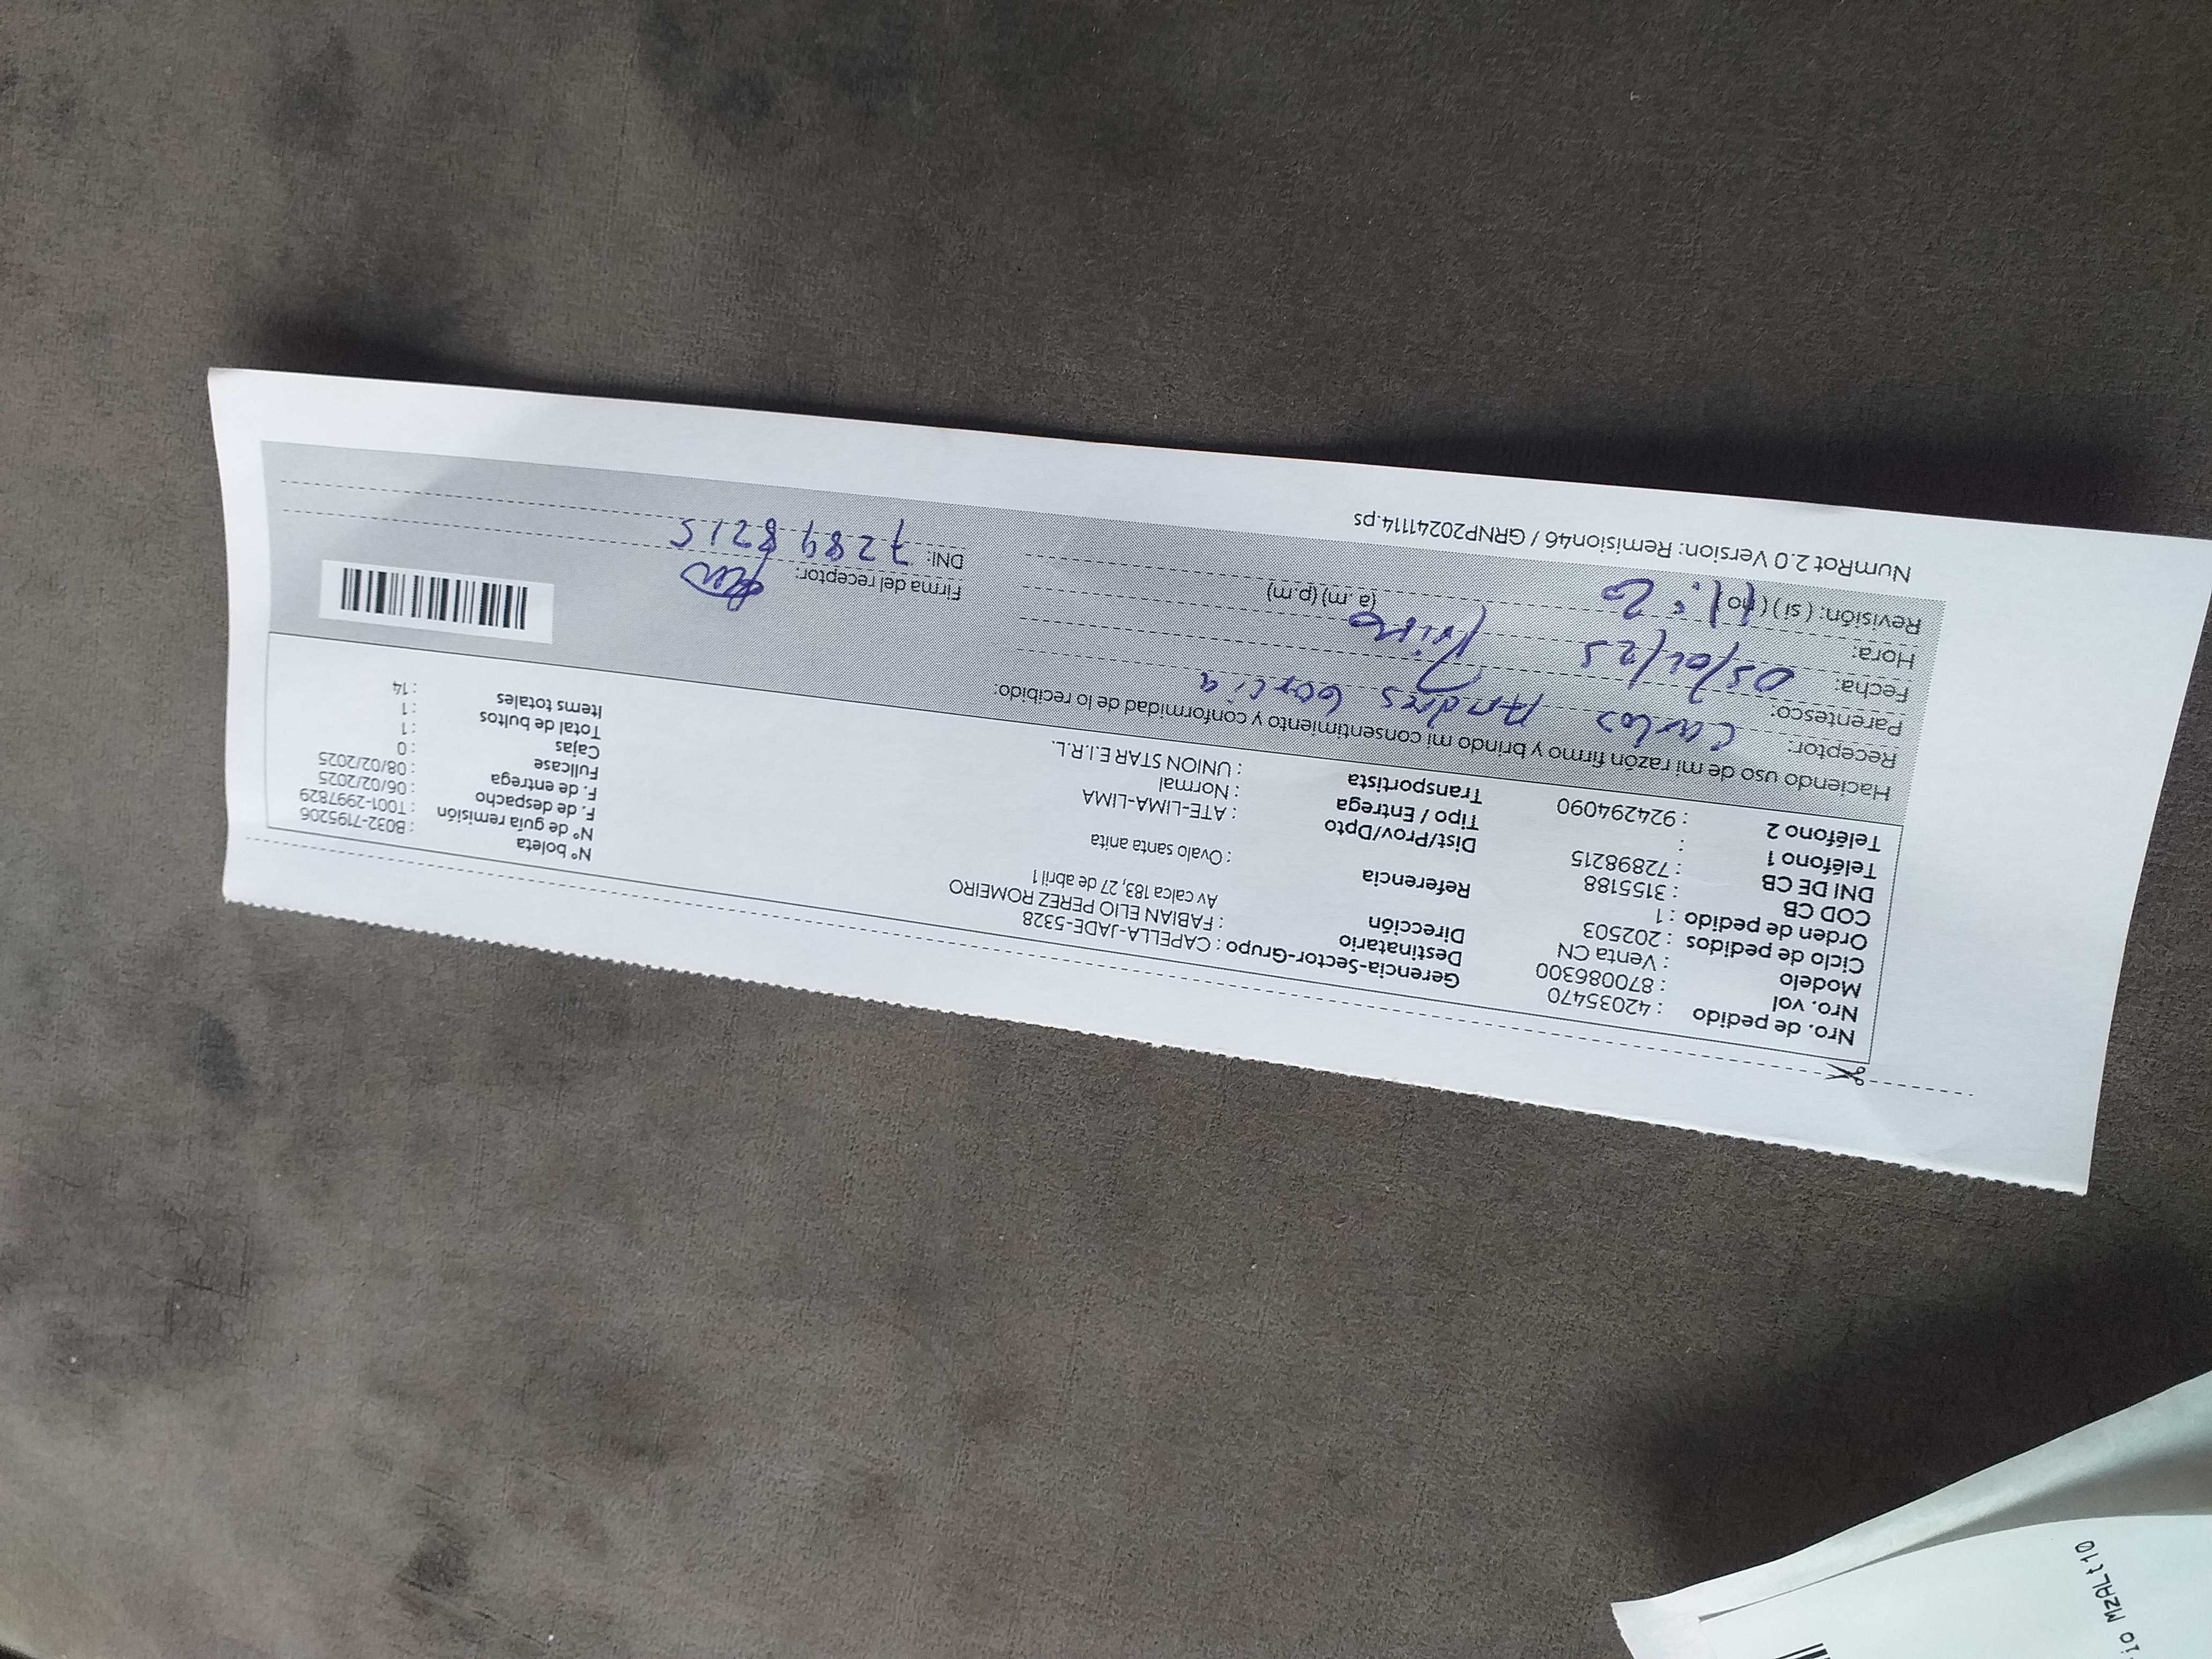 Nro. de pedido : 42035470
Nro. vol : 870086300
Modelo : Venta CN
Ciclo de pedidos : 202503
Orden de pedido : 1
COD CB : 3155188
DNI DE CB : 72898215
Teléfono 1 :
Teléfono 2 : 924294090
Gerencia-Sector-Grupo : CAPELLA-JADE-5328
Destinatario : FABIAN ELIO PEREZ ROMEIRO
Dirección Av calca 183, 27 de abril 1
Referencia : Ovalo santa anita
Dist/Prov/Dpto : ATE-LIMA-LIMA
Tipo / Entrega : Normal
Transportista : UNION STAR E.I.R.L.
N° boleta : B032-7195206
N° de guía remisión : T001-2997829
F. de despacho : 06/02/2025
F. de entrega : 08/02/2025
Fullcase : 0
Cajas : 1
Total de bultos : 1
Items totales : 14
Haciendo uso de mi razón firmo y brindo mi consentimiento y conformidad de lo recibido:
Receptor: Carlos Andres
Parentesco: Primo
Fecha:
Hora: (a.m) (p.m)
Revisión: ( si ) ( no )
Firma del receptor:
DNI: 72898215
NumRot 2.0 Version: Remision46 / GRNP20241114.ps
MZALt10